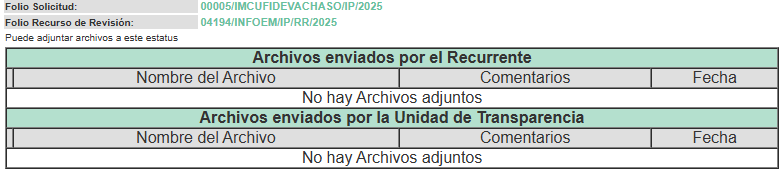 Folio Solicitud: 00005/IMCUFIDEVACHASO/IP/2025
Folio Recurso de Revisión: 04194/INFOEM/IP/RR/2025
Puede adjuntar archivos a este estatus
Archivos enviados por el Recurrente
Nombre del Archivo Comentarios Fecha
No hay Archivos adjuntos
Archivos enviados por la Unidad de Transparencia
Nombre del Archivo Comentarios Fecha
No hay Archivos adjuntos